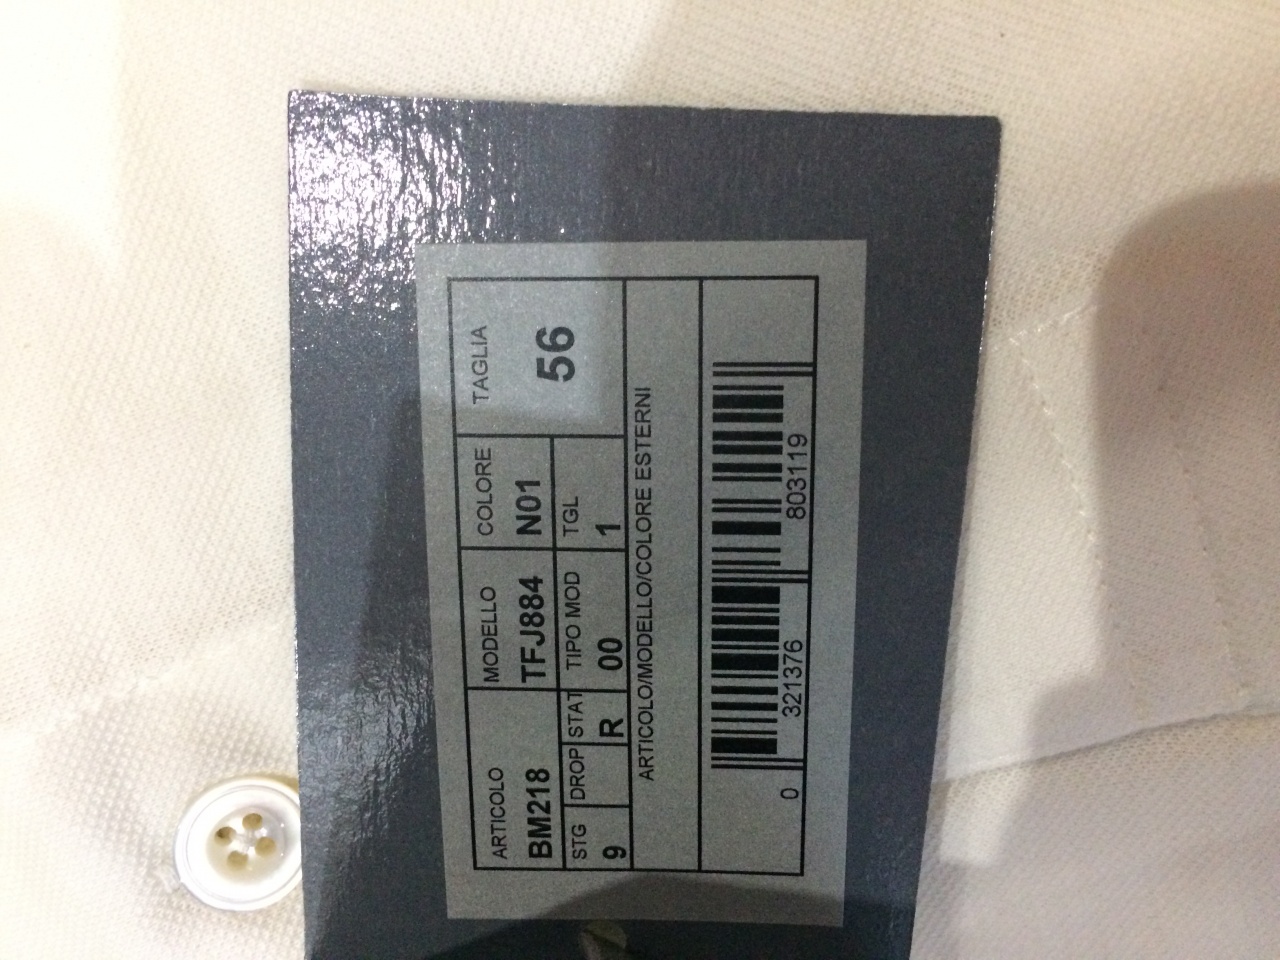 ARTICOLO MODELLO COLORE TAGLIA
BM218 TFJ884 N01 56
STG DROP STAT TIPO MOD TGL
9 R 00 1
ARTICOLO/MODELLO/COLORE ESTERNI
0 321376 803119